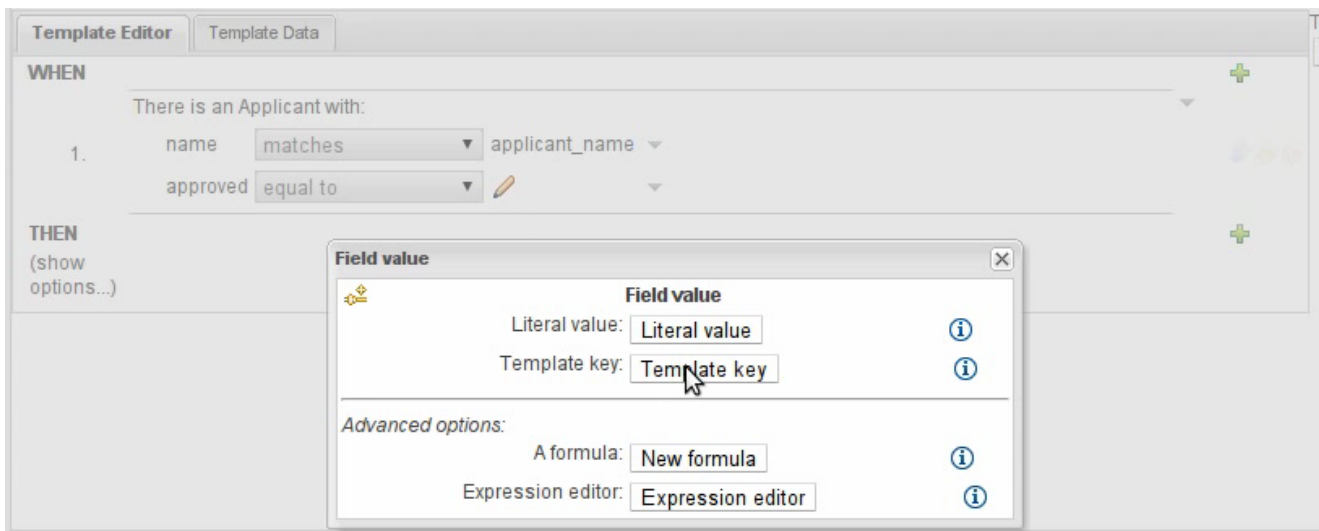 Template Editor Template Data
WHEN
There is an Applicant with:
1.
name matches applicant_name
approved equal to
THEN
(show
options...)
Field value
Field value
Literal value: Literal value
Template key: Template key
Advanced options:
A formula: New formula
Expression editor: Expression editor